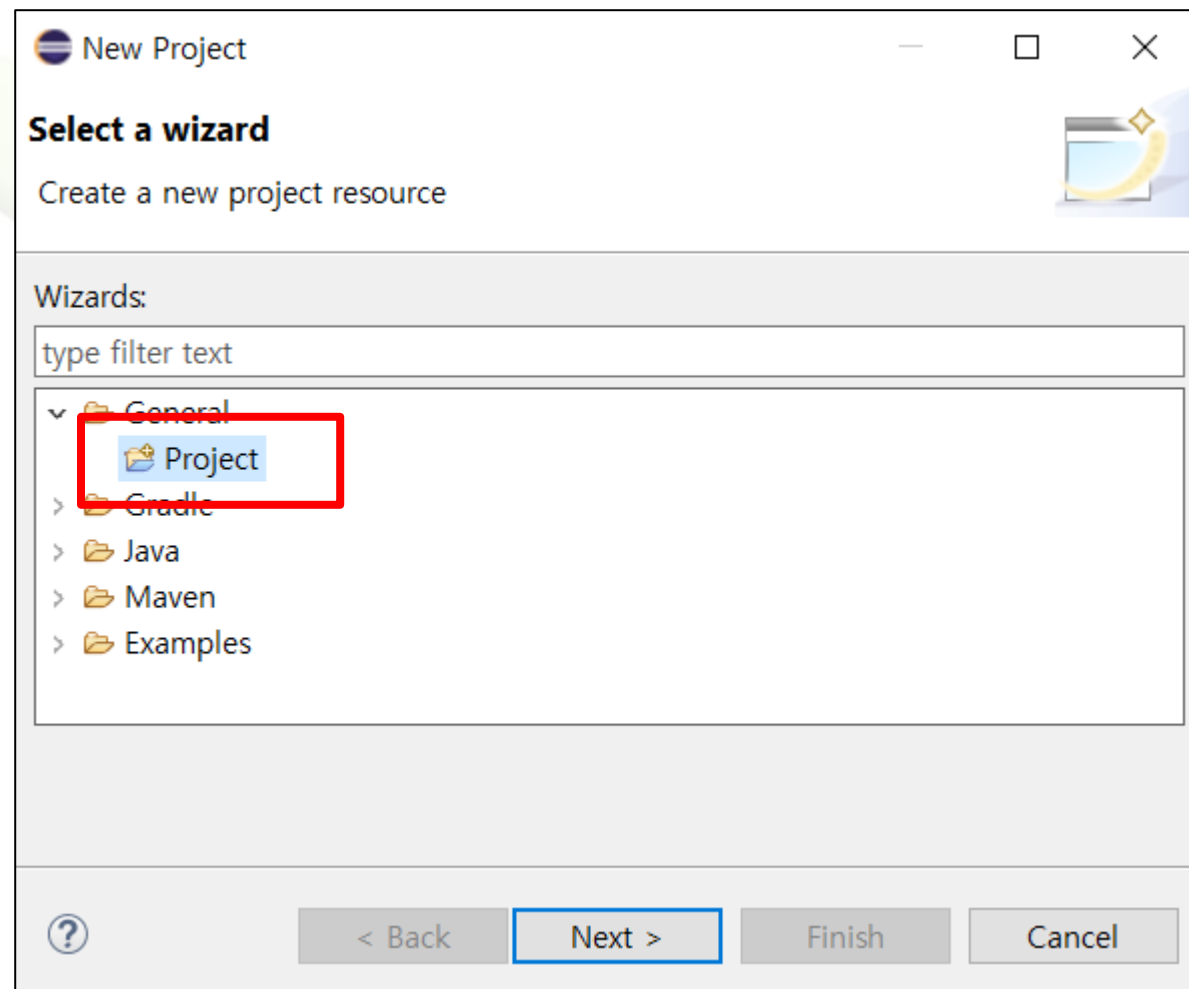 New Project
Select a wizard
Create a new project resource
Wizards:
type filter text
General
Project
Gradle
Java
Maven
Examples
?
< Back Next > Finish Cancel